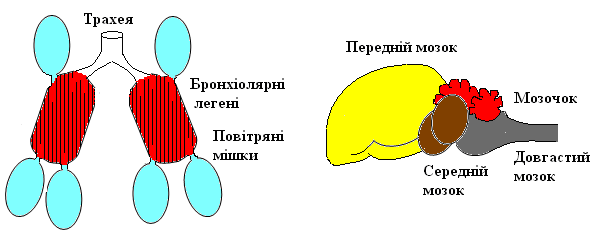 Трахея
Бронхіолярні
легені
Повітряні
мішки
Передній мозок
Мозочок
Середній
мозок
Довгастий
мозок